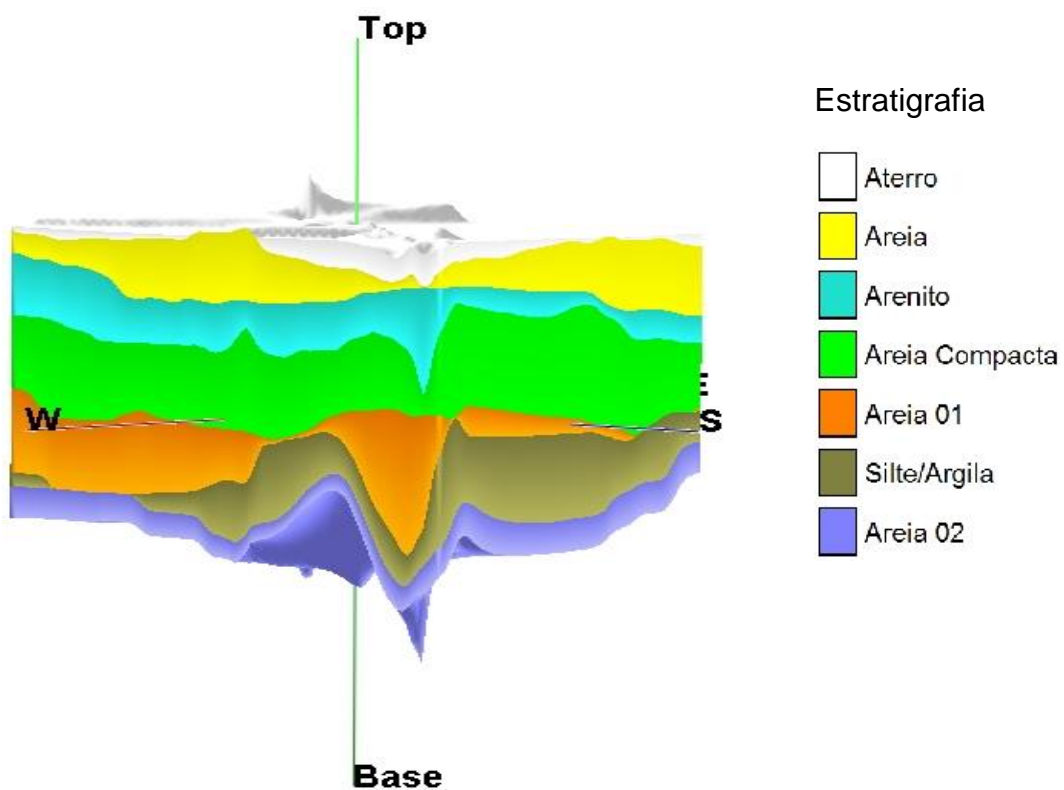 Top
Estratigrafia
Aterro
Areia
Arenito
Areia Compacta
E
W
S
Areia 01
Silte/Argila
Areia 02
Base